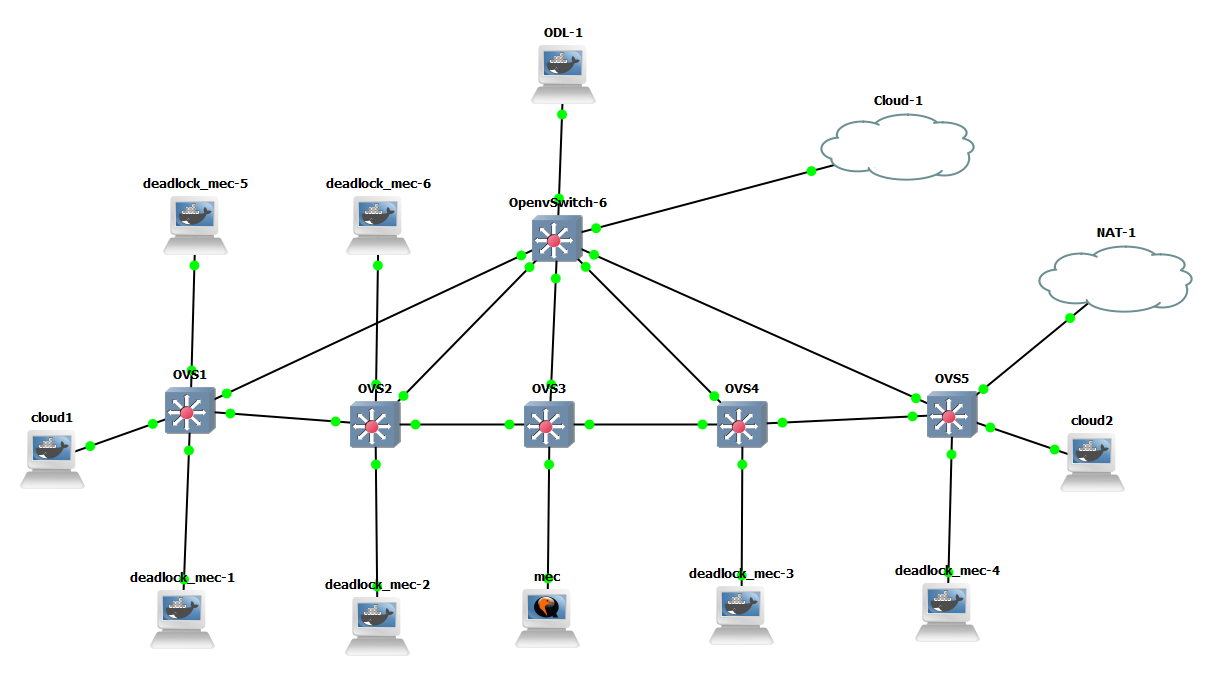 ODL-1
Cloud-1
deadlock_mec-5
deadlock_mec-6
OpenvSwitch-6
NAT-1
OVS1
OVS2
OVS3
OVS4
OVS5
cloud1
cloud2
deadlock_mec-1
deadlock_mec-2
mec
deadlock_mec-3
deadlock_mec-4